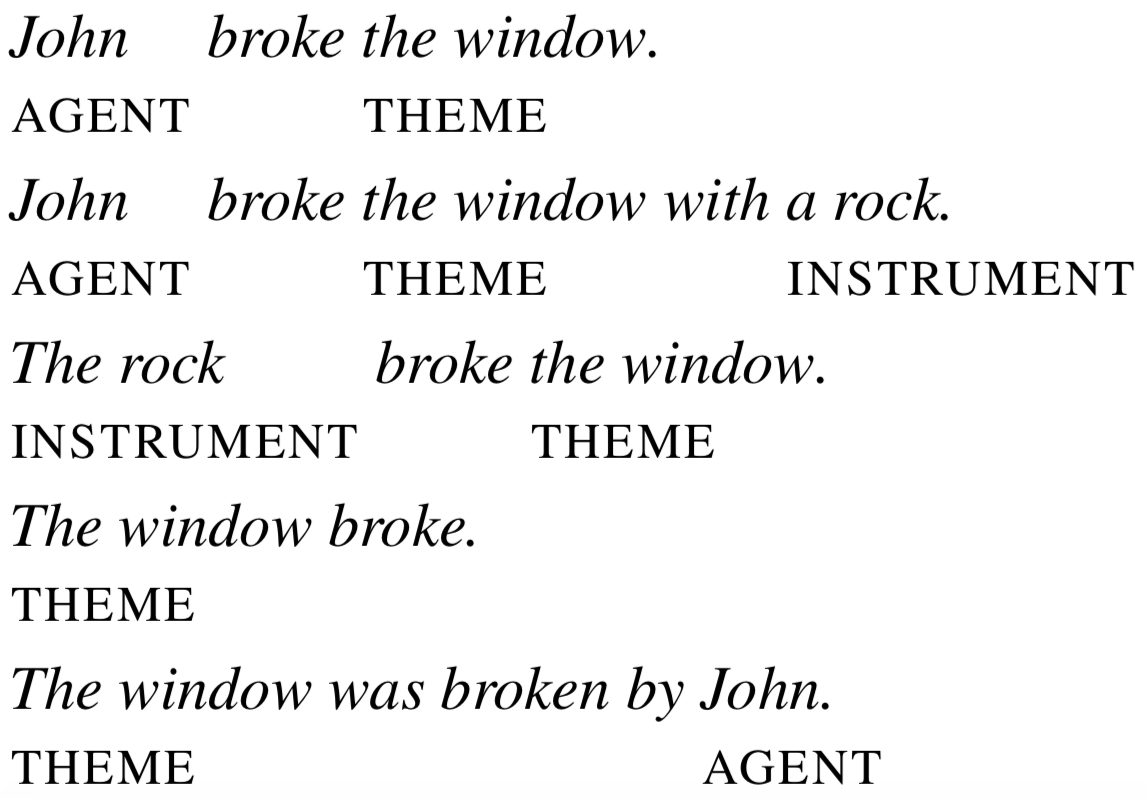 John broke the window.
AGENT THEME
John broke the window with a rock.
AGENT THEME INSTRUMENT
The rock broke the window.
INSTRUMENT THEME
The window broke.
THEME
The window was broken by John.
THEME AGENT